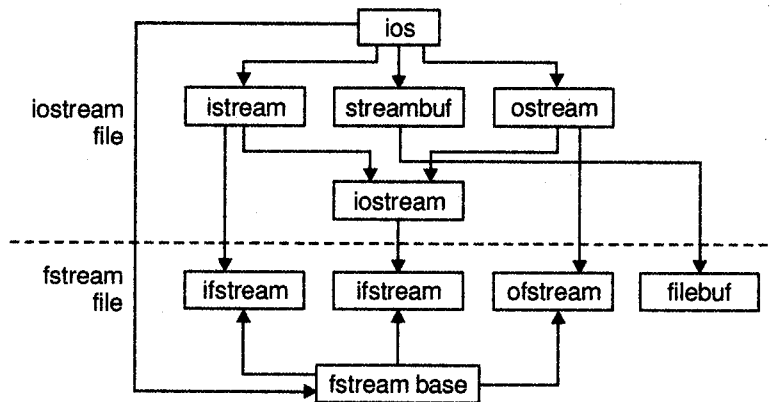 ios
istream
streambuf
ostream
iostream
file
iostream
fstream
file
ifstream
ifstream
ofstream
filebuf
fstream base